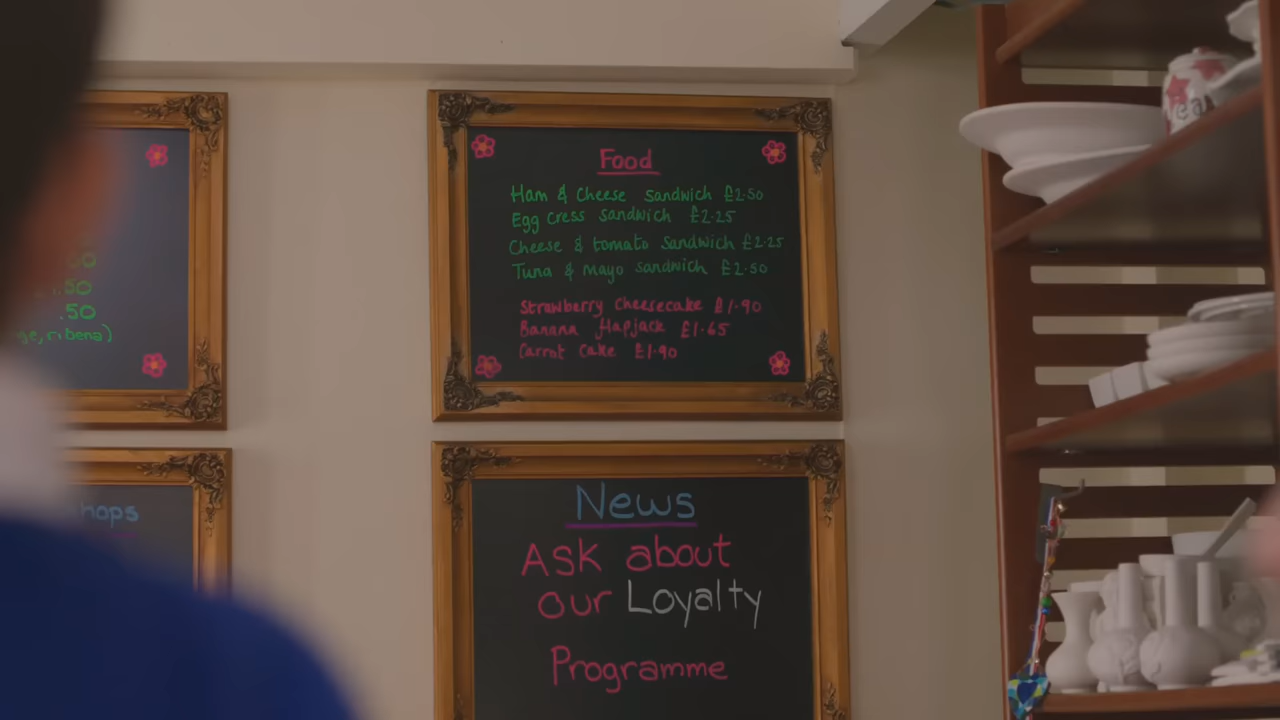 Food
Ham & Cheese Sandwich £2.50
Egg cress sandwich £2.25
Cheese & tomato sandwich £2.25
Tuna & mayo sandwich £2.50
Strawberry Cheesecake £1.90
Banana flapjack £1.65
Carrot Cake £1.90
.50
.50
ge, ribena)
hops
News
ASK about
our Loyalty
Programme